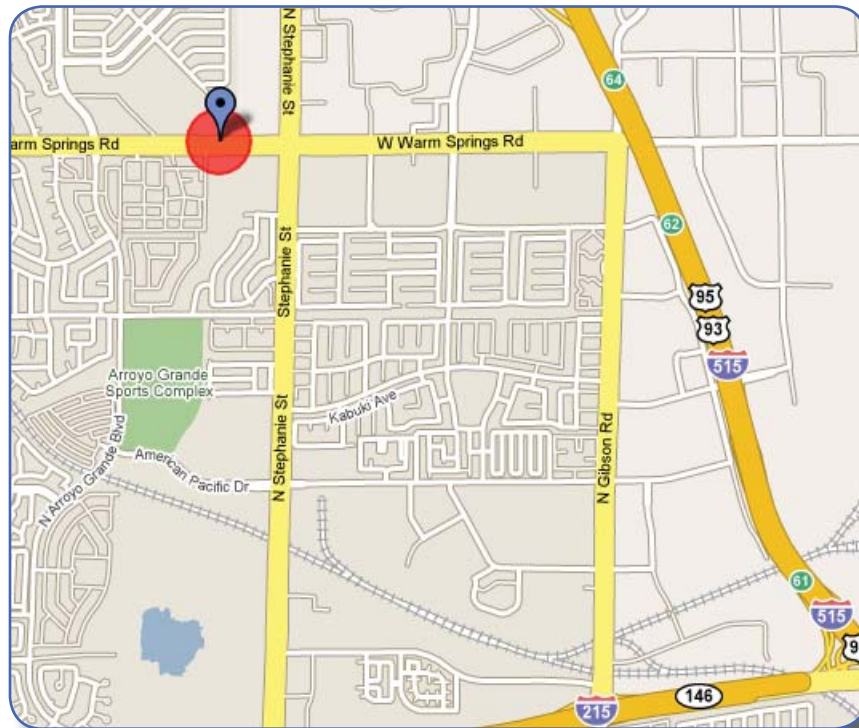 N Stephanie St
64
arm Springs Rd
W Warm Springs Rd
62
Stephanie St
95
93
515
Arroyo Grande
Sports Complex
Kabuki Ave
N Stephanie St
N Gibson Rd
N Arroyo Grande Blvd
American Pacific Dr
61
515
9
146
215